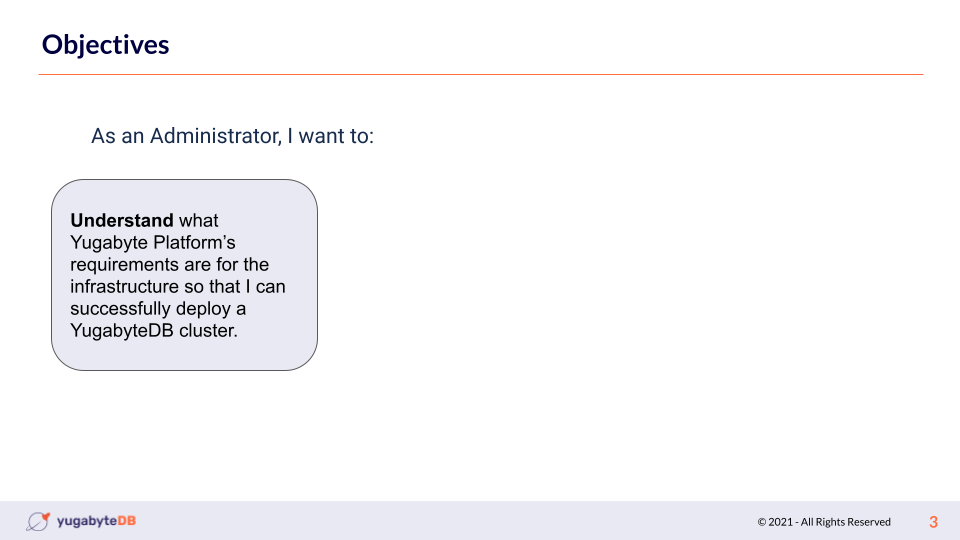 Objectives
As an Administrator, I want to:
Understand what
Yugabyte Platform’s
requirements are for the
infrastructure so that I can
successfully deploy a
YugabyteDB cluster.
yugabyteDB
© 2021 - All Rights Reserved
3